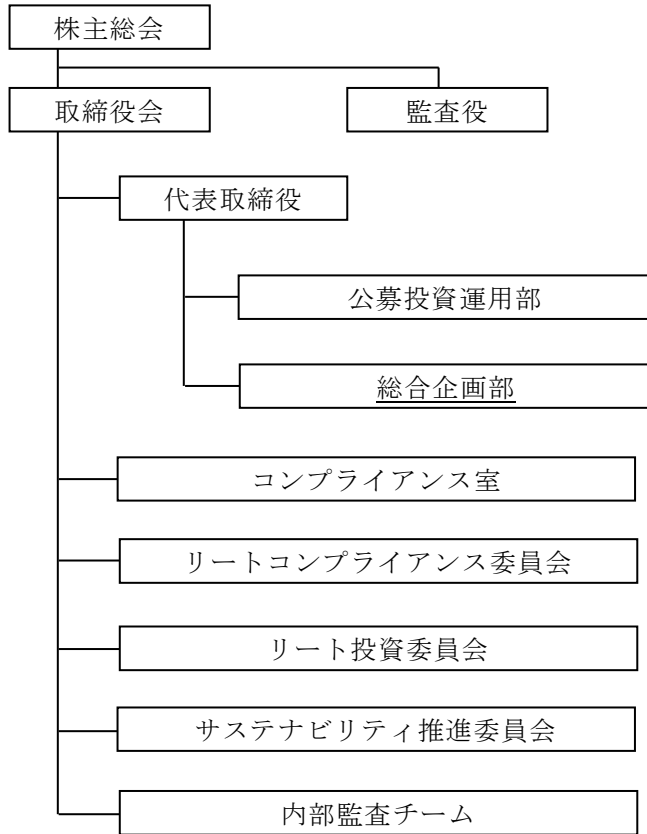 株主総会
取締役会
監査役
代表取締役
公募投資運用部
総合企画部
コンプライアンス室
リートコンプライアンス委員会
リート投資委員会
サステナビリティ推進委員会
内部監査チーム